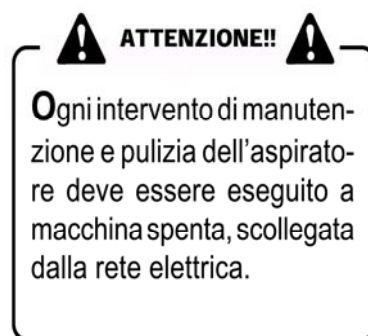 ATTENZIONE!!
Ogni intervento di manuten-
zione e pulizia dell'aspirato-
re deve essere eseguito a
macchina spenta, scollegata
dalla rete elettrica.